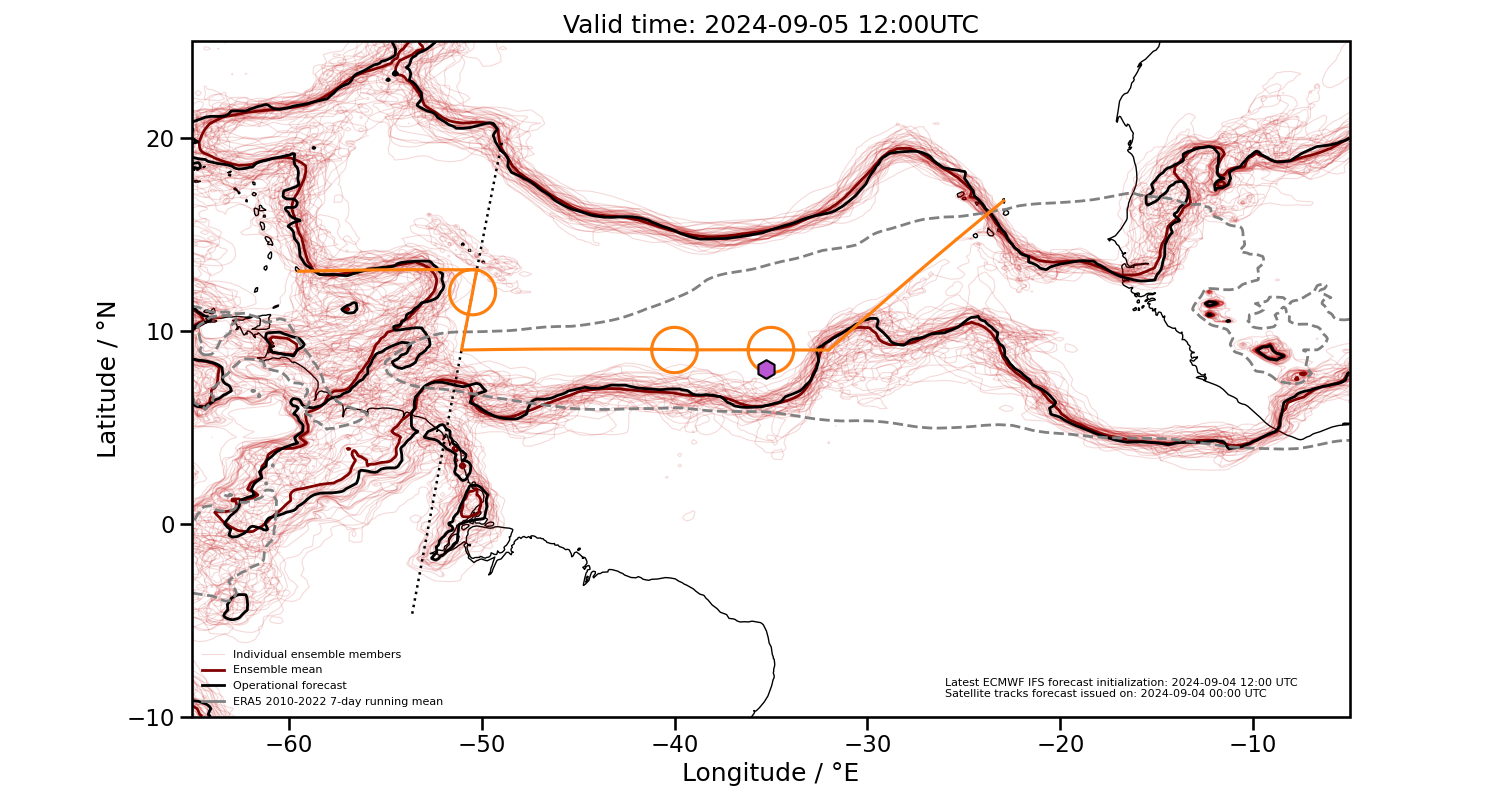 Valid time: 2024-09-05 12:00UTC
Latitude / °N
20
10
0
−10
Individual ensemble members
Ensemble mean
Operational forecast
ERA5 2010-2022 7-day running mean
Latest ECMWF IFS forecast initialization: 2024-09-04 12:00 UTC
Satellite tracks forecast issued on: 2024-09-04 00:00 UTC
−60 −50 −40 −30 −20 −10
Longitude / °E